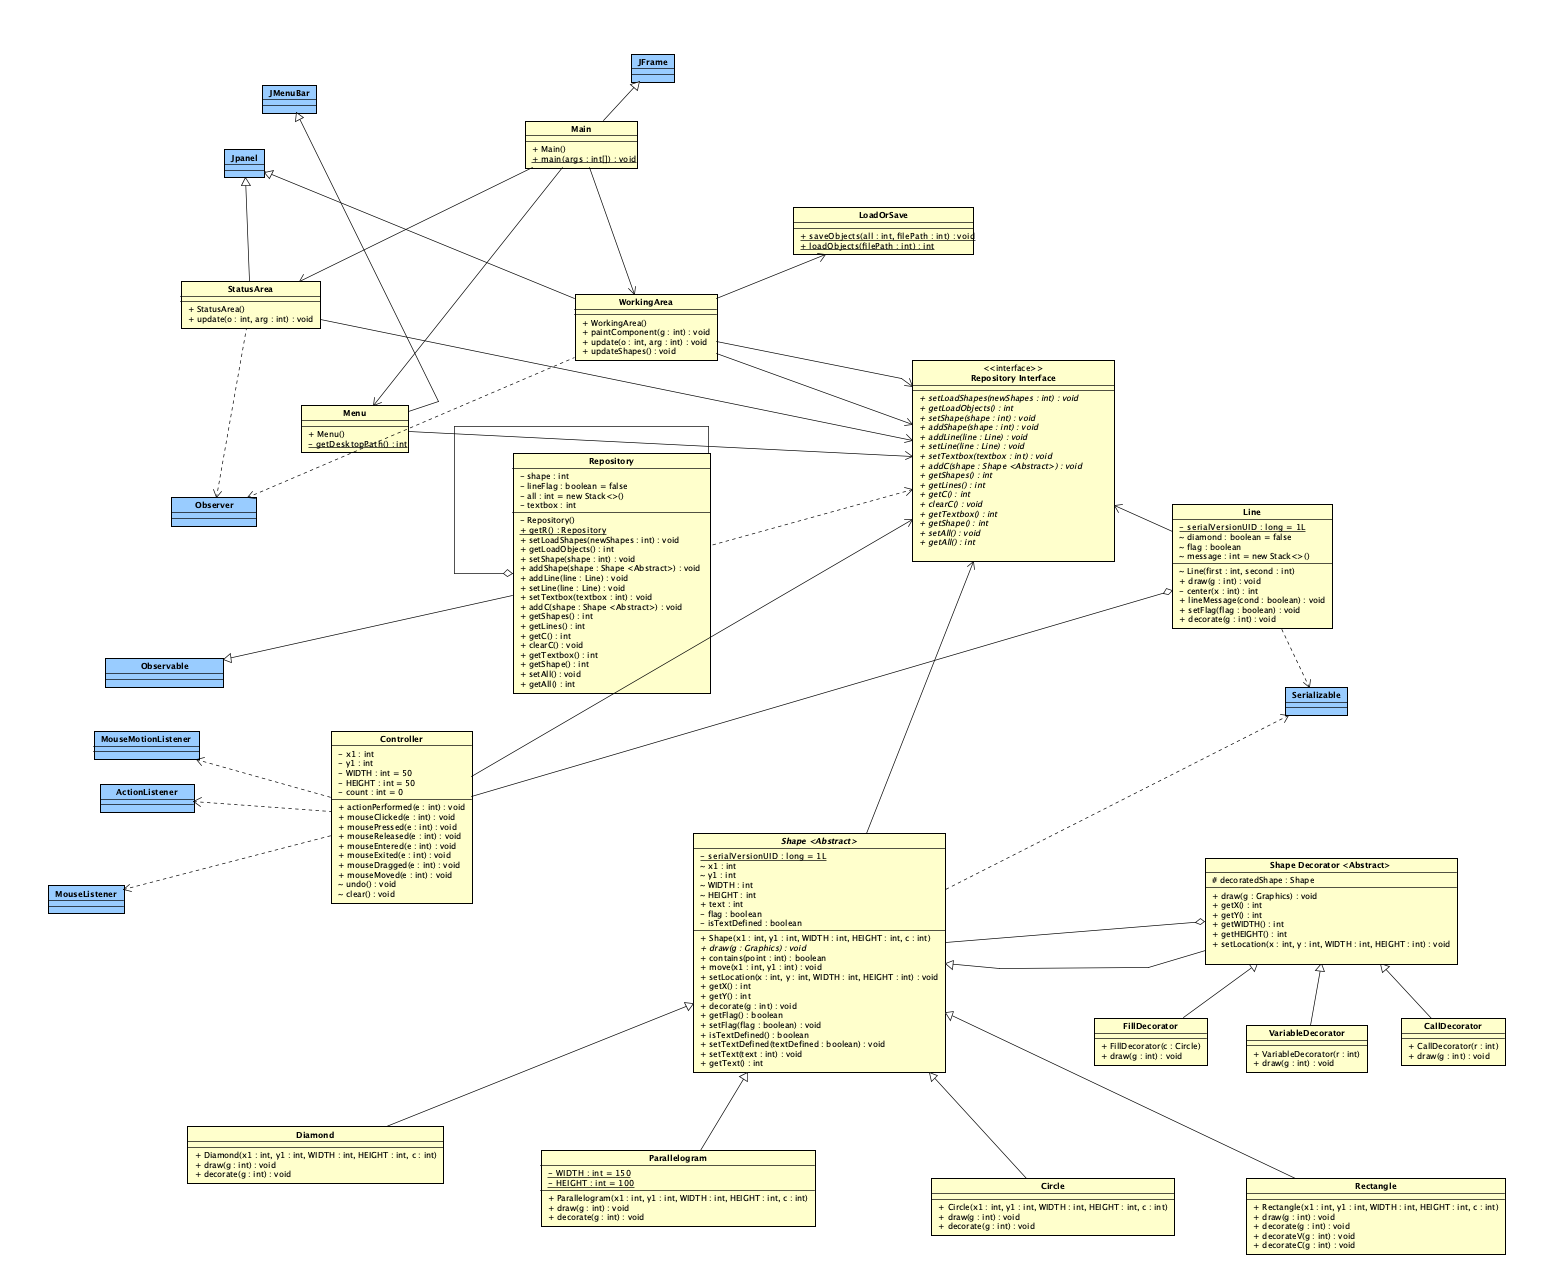 JFrame
JMenuBar
Main
+ Main()
+ main(args : int[]) : void
Jpanel
LoadOrSave
+ saveObjects(all : int, filePath : int) : void
+ loadObjects(filePath : int) : int
StatusArea
+ StatusArea()
+ update(o : int, arg : int) : void
WorkingArea
+ WorkingArea()
+ paintComponent(g : int) : void
+ update(o : int, arg : int) : void
+ updateShapes() : void
<<interface>>
Repository Interface
+ setLoadShapes(newShapes : int) : void
+ getLoadObjects() : int
+ setShape(shape : int) : void
+ addShape(shape : int) : void
+ addLine(line : Line) : void
+ setLine(line : Line) : void
+ setTextbox(textbox : int) : void
+ addC(shape : Shape <Abstract>) : void
+ getShapes() : int
+ getLines() : int
+ getC() : int
+ clearC() : void
+ getTextbox() : int
+ getShape() : int
+ setAll() : void
+ getAll() : int
Menu
+ Menu()
- getDesktopPath() : int
Repository
- shape : int
- lineFlag : boolean = false
- all : int = new Stack<>()
- textbox : int
- Repository()
+ getR() : Repository
+ setLoadShapes(newShapes : int) : void
+ getLoadObjects() : int
+ setShape(shape : int) : void
+ addShape(shape : Shape <Abstract>) : void
+ addLine(line : Line) : void
+ setLine(line : Line) : void
+ setTextbox(textbox : int) : void
+ addC(shape : Shape <Abstract>) : void
+ getShapes() : int
+ getLines() : int
+ getC() : int
+ clearC() : void
+ getTextbox() : int
+ getShape() : int
+ setAll() : void
+ getAll() : int
Observer
Line
- serialVersionUID : long = 1L
~ diamond : boolean = false
~ flag : boolean
~ message : int = new Stack<>()
~ Line(first : int, second : int)
+ draw(g : int) : void
- center(x : int) : int
+ lineMessage(cond : boolean) : void
+ setFlag(flag : boolean) : void
+ decorate(g : int) : void
Observable
Serializable
MouseMotionListener
ActionListener
MouseListener
Controller
- x1 : int
- y1 : int
- WIDTH : int = 50
- HEIGHT : int = 50
- count : int = 0
+ actionPerformed(e : int) : void
+ mouseClicked(e : int) : void
+ mousePressed(e : int) : void
+ mouseReleased(e : int) : void
+ mouseEntered(e : int) : void
+ mouseExited(e : int) : void
+ mouseDragged(e : int) : void
+ mouseMoved(e : int) : void
~ undo() : void
~ clear() : void
Shape <Abstract>
- serialVersionUID : long = 1L
~ x1 : int
~ y1 : int
~ WIDTH : int
~ HEIGHT : int
+ text : int
- flag : boolean
- isTextDefined : boolean
+ Shape(x1 : int, y1 : int, WIDTH : int, HEIGHT : int, c : int)
+ draw(g : Graphics) : void
+ contains(point : int) : boolean
+ move(x1 : int, y1 : int) : void
+ setLocation(x : int, y : int, WIDTH : int, HEIGHT : int) : void
+ getX() : int
+ getY() : int
+ decorate(g : int) : void
+ getFlag() : boolean
+ setFlag(flag : boolean) : void
+ isTextDefined() : boolean
+ setTextDefined(textDefined : boolean) : void
+ setText(text : int) : void
+ getText() : int
Shape Decorator <Abstract>
# decoratedShape : Shape
+ draw(g : Graphics) : void
+ getX() : int
+ getY() : int
+ getWIDTH() : int
+ getHEIGHT() : int
+ setLocation(x : int, y : int, WIDTH : int, HEIGHT : int) : void
FillDecorator
+ FillDecorator(c : Circle)
+ draw(g : int) : void
VariableDecorator
+ VariableDecorator(r : int)
+ draw(g : int) : void
CallDecorator
+ CallDecorator(r : int)
+ draw(g : int) : void
Diamond
+ Diamond(x1 : int, y1 : int, WIDTH : int, HEIGHT : int, c : int)
+ draw(g : int) : void
+ decorate(g : int) : void
Parallelogram
- WIDTH : int = 150
- HEIGHT : int = 100
+ Parallelogram(x1 : int, y1 : int, WIDTH : int, HEIGHT : int, c : int)
+ draw(g : int) : void
+ decorate(g : int) : void
Circle
+ Circle(x1 : int, y1 : int, WIDTH : int, HEIGHT : int, c : int)
+ draw(g : int) : void
+ decorate(g : int) : void
Rectangle
+ Rectangle(x1 : int, y1 : int, WIDTH : int, HEIGHT : int, c : int)
+ draw(g : int) : void
+ decorate(g : int) : void
+ decorateV(g : int) : void
+ decorateC(g : int) : void